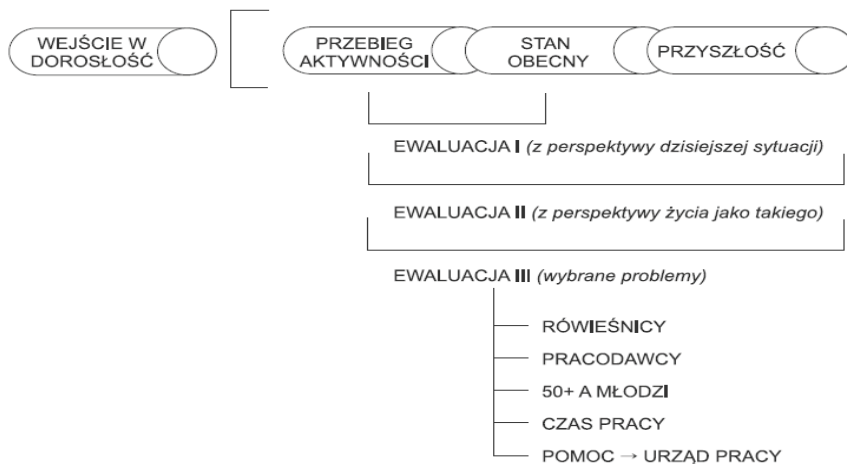 WEJŚCIE W
DOROSŁOŚĆ
PRZEBIEG
AKTYWNOŚCI
STAN
OBECNY
PRZYSZŁOŚĆ
EWALUACJA I (z perspektywy dzisiejszej sytuacji)
EWALUACJA II (z perspektywy życia jako takiego)
EWALUACJA III (wybrane problemy)
RÓWIEŚNICY
PRACODAWCY
50+ A MŁODZI
CZAS PRACY
POMOC → URZĄD PRACY